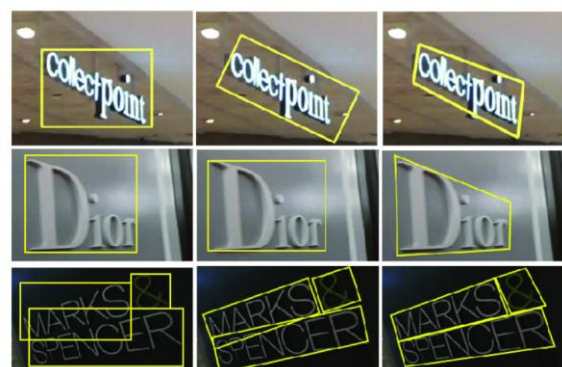 collectpoint collectpoint collectpoint
Dior Dior Dior
MARKS& MARKS& MARKS&
SPENCER SPENCER SPENCER